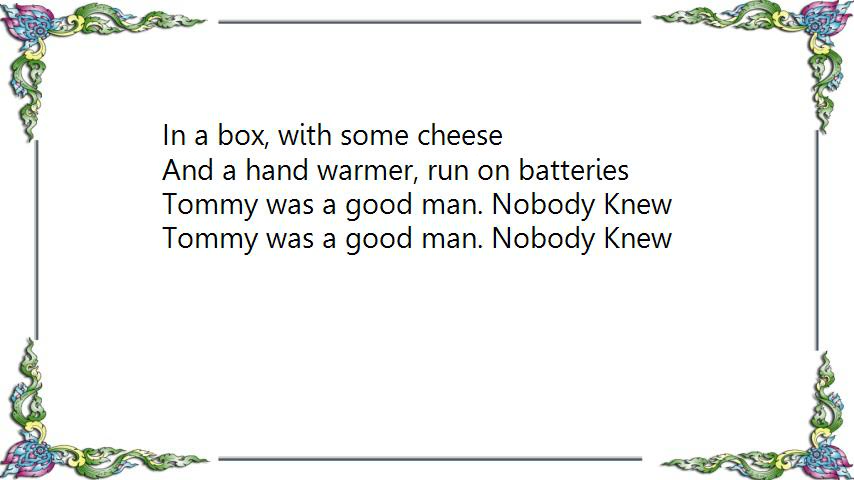 In a box, with some cheese
And a hand warmer, run on batteries
Tommy was a good man. Nobody Knew
Tommy was a good man. Nobody Knew